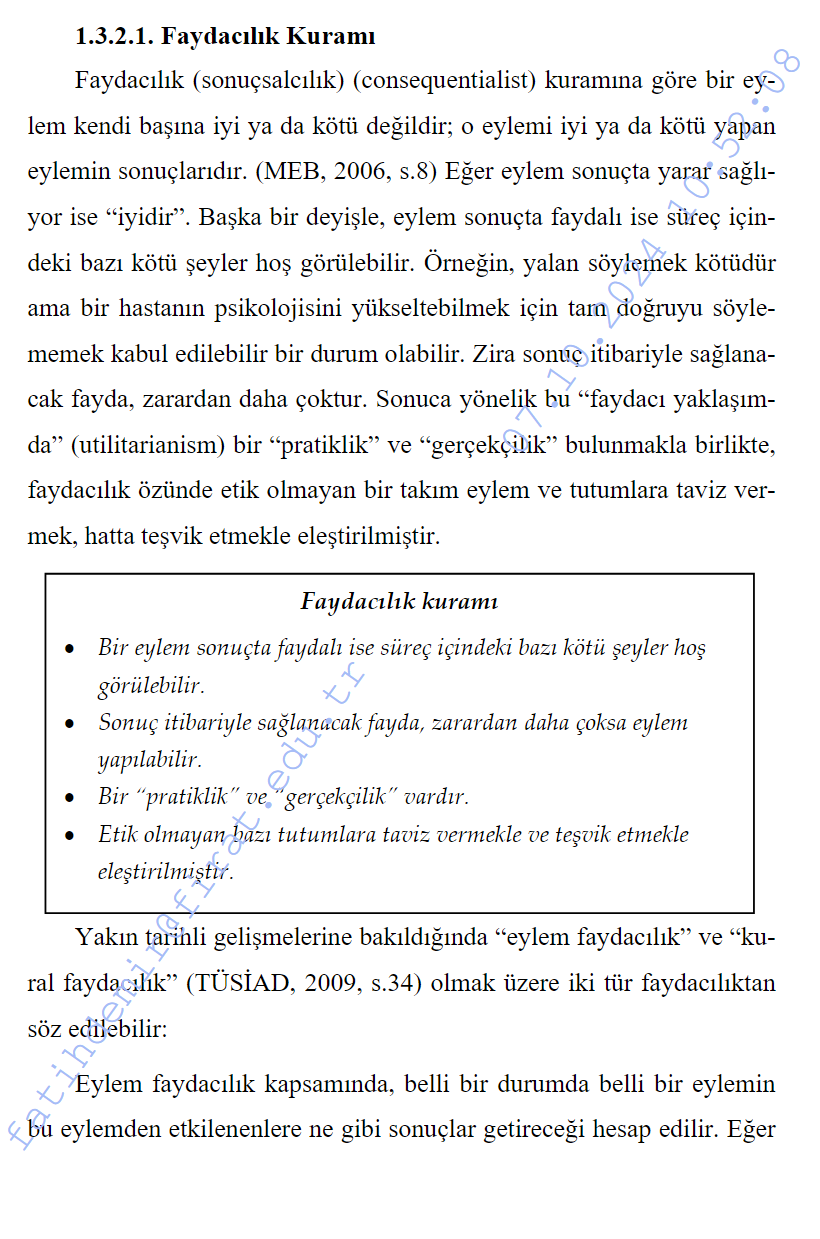 1.3.2.1. Faydacılık Kuramı
Faydacılık (sonuçsalcılık) (consequentialist) kuramına göre bir ey-
lem kendi başına iyi ya da kötü değildir; o eylemi iyi ya da kötü yapan
eylemin sonuçlarıdır. (MEB, 2006, s.8) Eğer eylem sonuçta yarar sağlı-
yor ise “iyidir”. Başka bir deyişle, eylem sonuçta faydalı ise süreç için-
deki bazı kötü şeyler hoş görülebilir. Örneğin, yalan söylemek kötüdür
ama bir hastanın psikolojisini yükseltebilmek için tam doğruyu söyle-
memek kabul edilebilir bir durum olabilir. Zira sonuç itibariyle sağlana-
cak fayda, zarardan daha çoktur. Sonuca yönelik bu “faydacı yaklaşım-
da” (utilitarianism) bir “pratiklik” ve “gerçekçilik” bulunmakla birlikte,
faydacılık özünde etik olmayan bir takım eylem ve tutumlara taviz ver-
mek, hatta teşvik etmekle eleştirilmiştir.
Faydacılık kuramı
• Bir eylem sonuçta faydalı ise süreç içindeki bazı kötü şeyler hoş
görülebilir.
• Sonuç itibariyle sağlanacak fayda, zarardan daha çoksa eylem
yapılabilir.
• Bir “pratiklik” ve “gerçekçilik” vardır.
• Etik olmayan bazı tutumlara taviz vermekle ve teşvik etmekle
eleştirilmiştir.
Yakın tarihli gelişmelerine bakıldığında “eylem faydacılık” ve “ku-
ral faydacılık” (TÜSİAD, 2009, s.34) olmak üzere iki tür faydacılıktan
söz edilebilir:
Eylem faydacılık kapsamında, belli bir durumda belli bir eylemin
bu eylemden etkilenenlere ne gibi sonuçlar getireceği hesap edilir. Eğer
fatihdemir@firat.edu.tr
07.10.2024 10:52:08